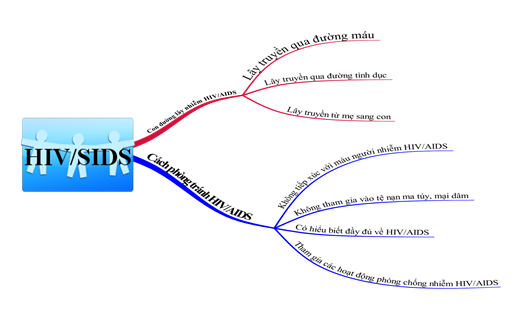 HIV/SIDS
Con đường lây nhiễm HIV/AIDS
Lây truyền qua đường máu
Lây truyền qua đường tình dục
Lây truyền từ mẹ sang con
Cách phòng tránh HIV/AIDS
Không tiếp xúc với máu người nhiễm HIV/AIDS
Không tham gia vào tệ nạn ma túy, mại dâm
Có hiểu biết đầy đủ về HIV/AIDS
Tham gia các hoạt động phòng chống nhiễm HIV/AIDS